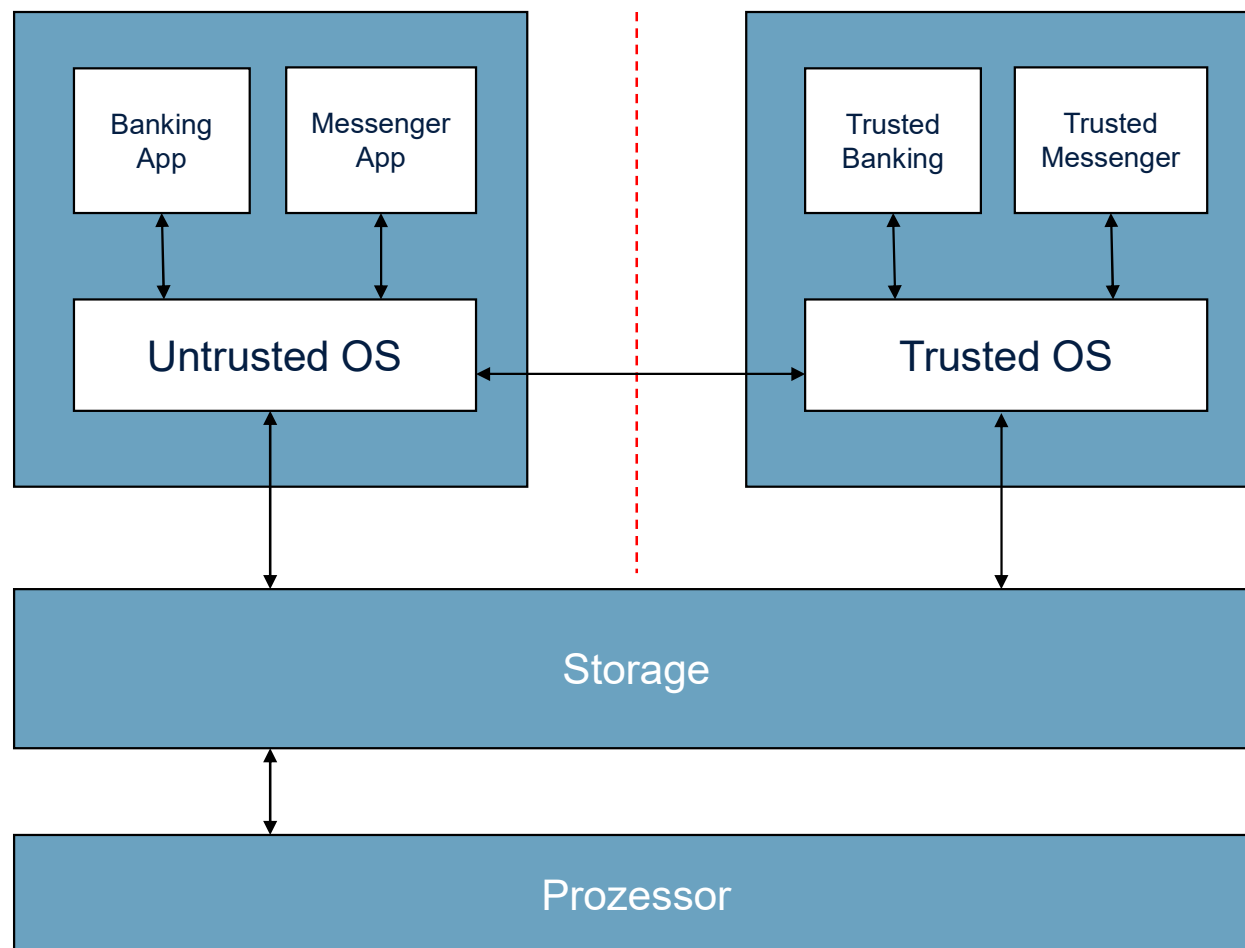 Banking
App
Messenger
App
Trusted
Banking
Trusted
Messenger
Untrusted OS
Trusted OS
Storage
Prozessor